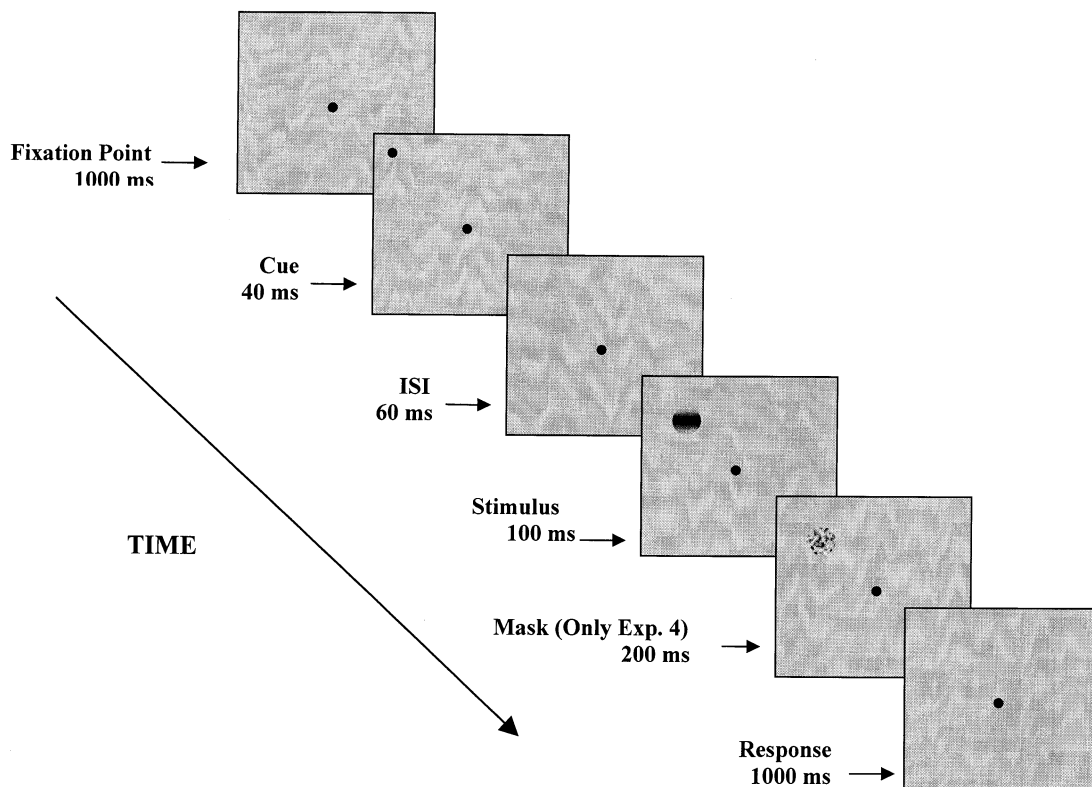 Fixation Point
1000 ms
Cue
40 ms
ISI
60 ms
Stimulus
100 ms
TIME
Mask (Only Exp. 4)
200 ms
Response
1000 ms